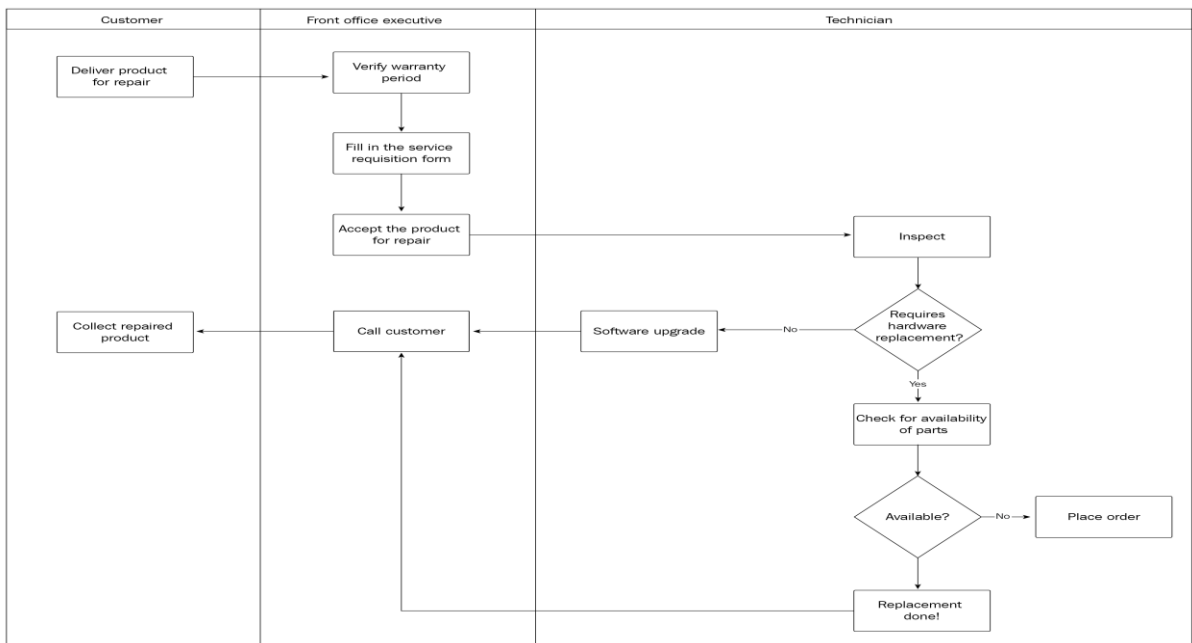 Customer
Front office executive
Technician
Deliver product
for repair
Verify warranty
period
Fill in the service
requisition form
Accept the product
for repair
Inspect
Requires
hardware
replacement?
No
Software upgrade
Call customer
Collect repaired
product
Yes
Check for availability
of parts
Available?
No
Place order
Replacement
done!